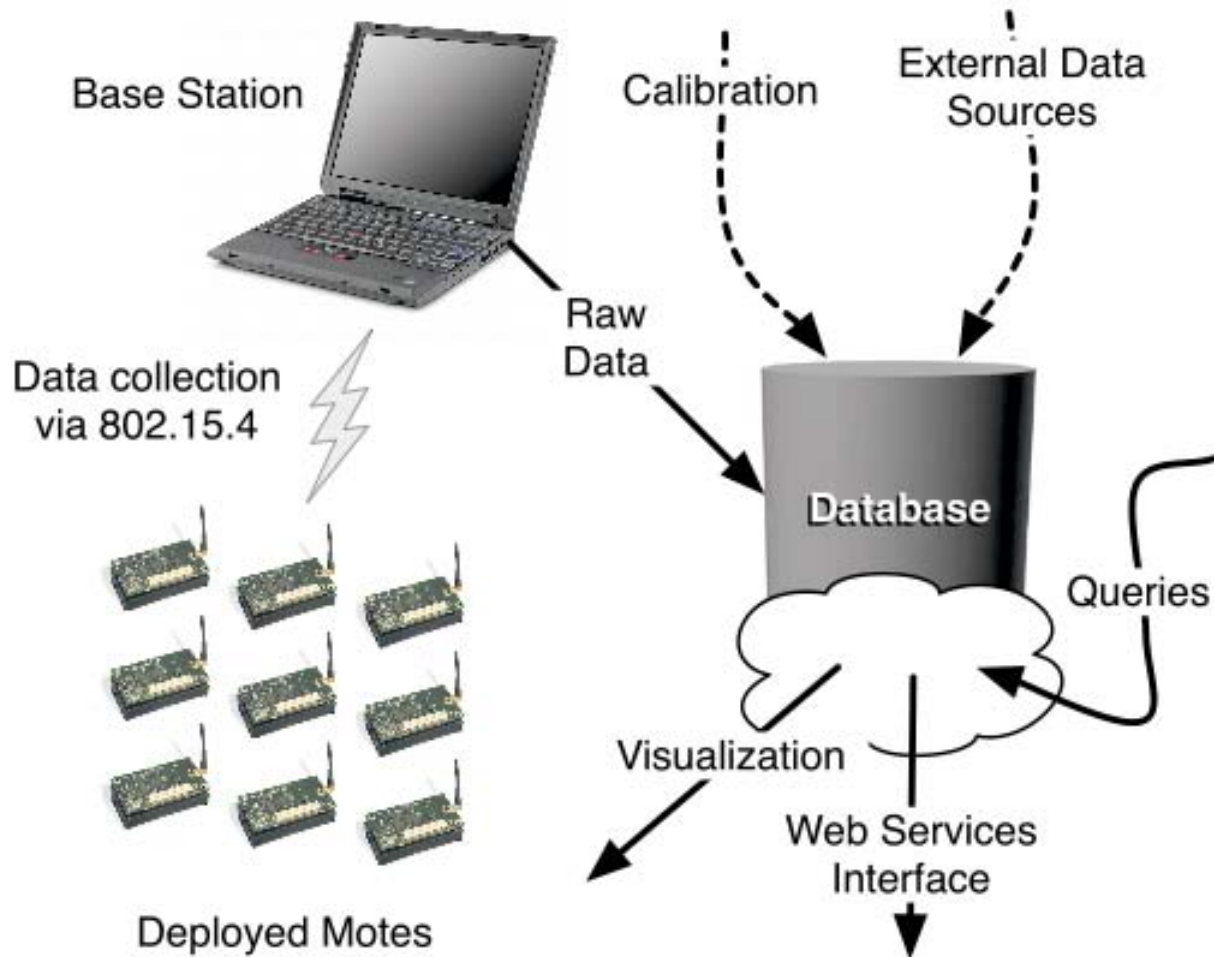 Base Station
Calibration
External Data
Sources
Raw
Data
Data collection
via 802.15.4
Database
Queries
Visualization
Web Services
Interface
Deployed Motes